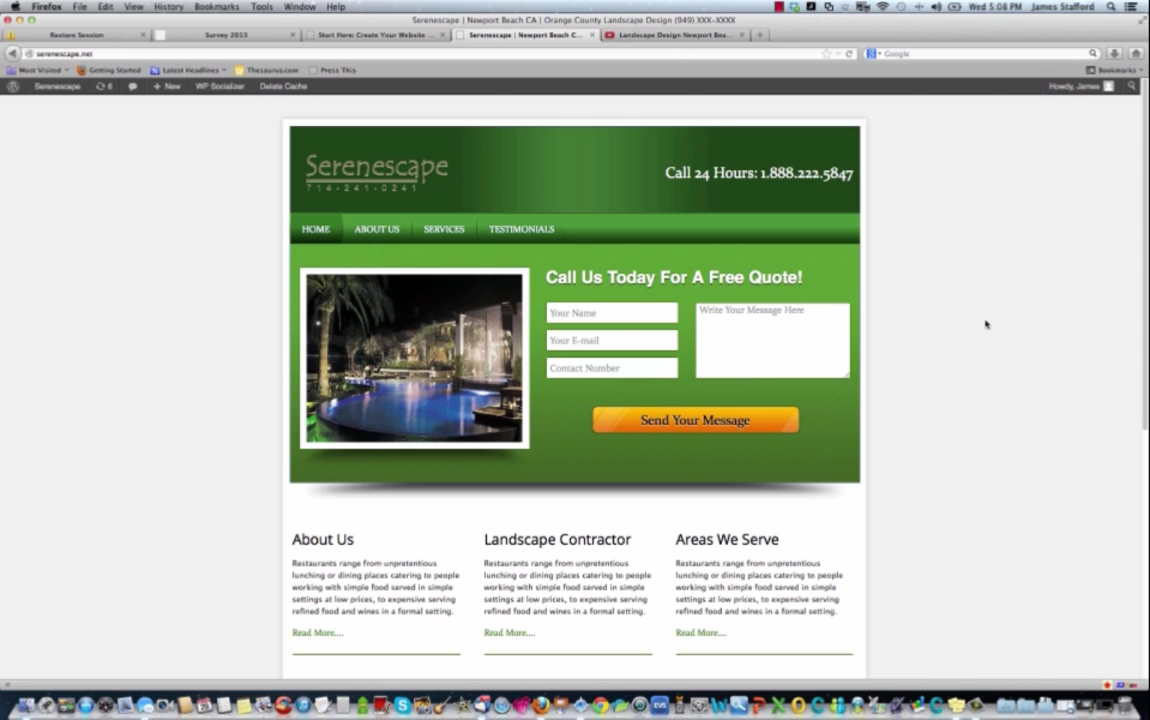 Firefox File Edit View History Bookmarks Tools Window Help Wed 5:08 PM James Stafford
Serenescape | Newport Beach CA | Orange County Landscape Design (949) XXX-XXXX
Restore Session Survey 2013 Start Here: Create Your Website ... Serenescape | Newport Beach C... Landscape Design Newport Bea...
serenescape.net Google
Most Visited Getting Started Latest Headlines Thesaurus.com Press This Bookmarks
Serenescape 6 New WP Socializer Delete Cache Howdy, James
Serenescape
714-241-0241
Call 24 Hours: 1.888.222.5847
HOME ABOUT US SERVICES TESTIMONIALS
Call Us Today For A Free Quote!
Your Name
Write Your Message Here
Your E-mail
Contact Number
Send Your Message
About Us
Restaurants range from unpretentious
lunching or dining places catering to people
working with simple food served in simple
settings at low prices, to expensive serving
refined food and wines in a formal setting.
Read More....
Landscape Contractor
Restaurants range from unpretentious
lunching or dining places catering to people
working with simple food served in simple
settings at low prices, to expensive serving
refined food and wines in a formal setting.
Read More....
Areas We Serve
Restaurants range from unpretentious
lunching or dining places catering to people
working with simple food served in simple
settings at low prices, to expensive serving
refined food and wines in a formal setting.
Read More....